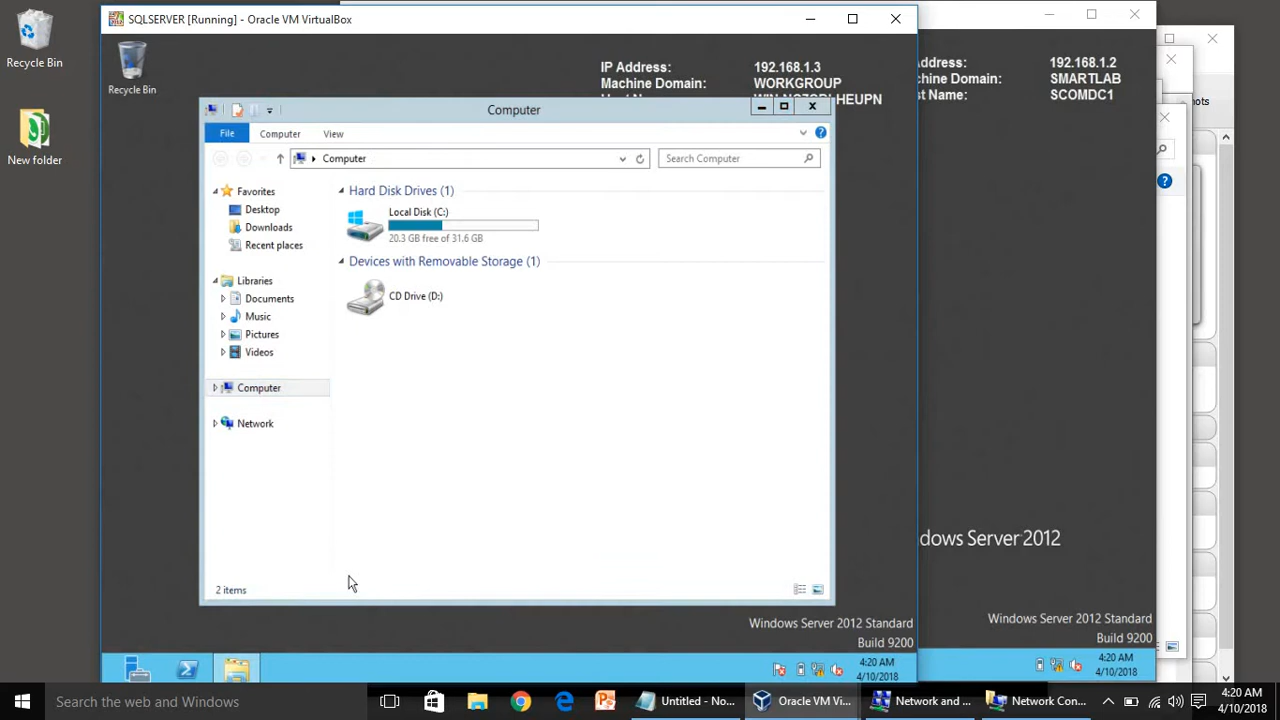 SQLSERVER [Running] - Oracle VM VirtualBox
Recycle Bin
New folder
Recycle Bin
IP Address: 192.168.1.3
Machine Domain: WORKGROUP
HEUPN
Address: 192.168.1.2
chine Domain: SMARTLAB
st Name: SCOMDC1
hots
Computer
File Computer View
Computer
Search Computer
Favorites
Desktop
Downloads
Recent places
Libraries
Documents
Music
Pictures
Videos
Computer
Network
Hard Disk Drives (1)
Local Disk (C:)
20.3 GB free of 31.6 GB
Devices with Removable Storage (1)
CD Drive (D:)
2 items
dows Server 2012
Windows Server 2012 Standard
Build 9200
Windows Server 2012 Standard
Build 9200
4:20 AM
4/10/2018
4:20 AM
4/10/2018
Search the web and Windows
Untitled - No...
Oracle VM Vi...
Network and ...
Network Con...
4:20 AM
4/10/2018